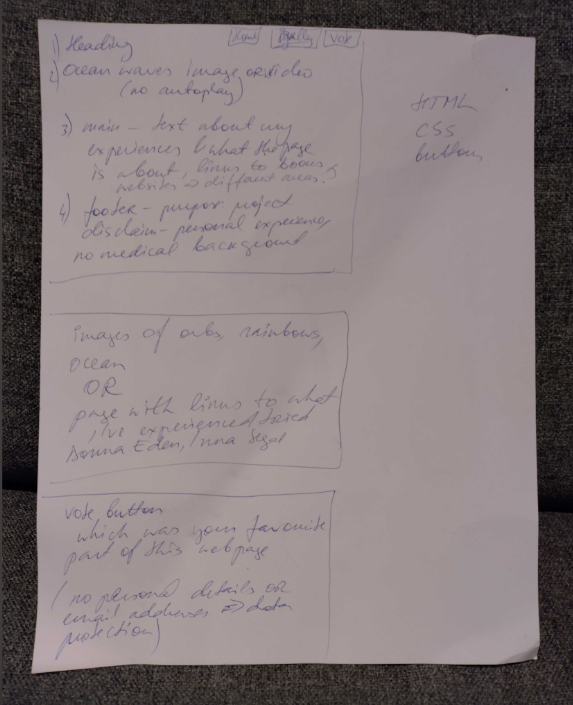 Home Vote
1) Heading
2) Ocean waves image or video
(no autoplay)
3) main – text about my
experiences & what the page
is about, links to books
websites → different areas?
4) footer – purpose project
disclaim – personal experience,
no medical background
HTML
CSS
buttons
images of orbs, rainbows,
ocean
OR
page with links to what
I've experienced
Donna Eden, Inna Segal
vote button
which was your favourite
part of this webpage
(no personal details or
email addresses ⇒ data
protection)